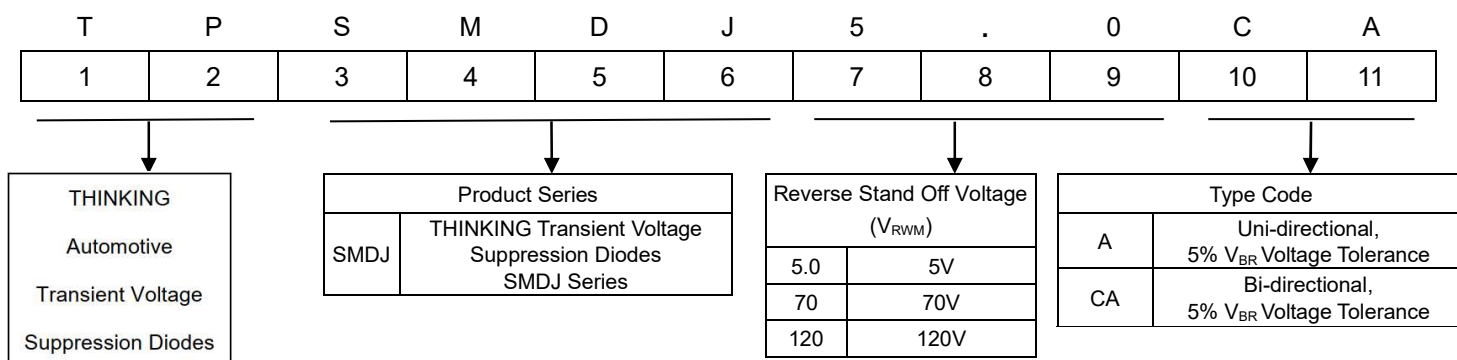 T P S M D J 5 . 0 C A
1 2 3 4 5 6 7 8 9 10 11
THINKING
Automotive
Transient Voltage
Suppression Diodes
Product Series
SMDJ
THINKING Transient Voltage
Suppression Diodes
SMDJ Series
Reverse Stand Off Voltage
(VRWM)
5.0 5V
70 70V
120 120V
Type Code
A
Uni-directional,
5% VBR Voltage Tolerance
CA
Bi-directional,
5% VBR Voltage Tolerance